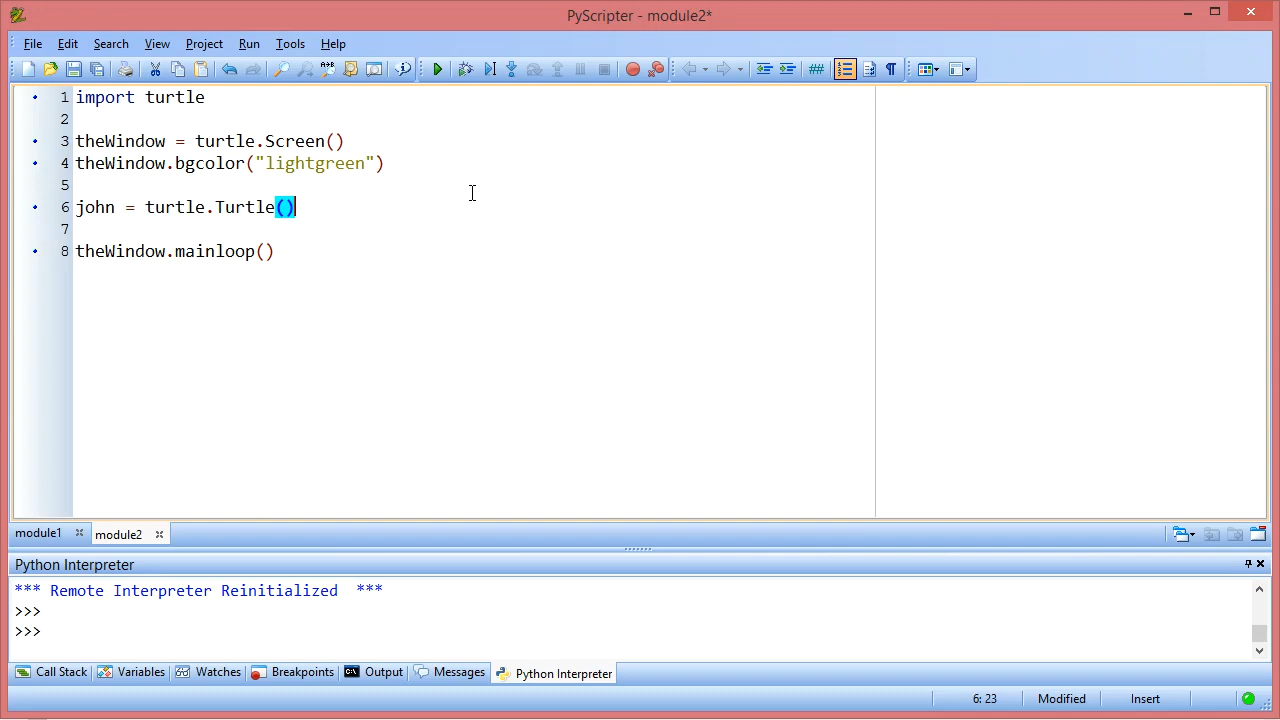 PyScripter - module2*
File Edit Search View Project Run Tools Help
1 import turtle
2
3 theWindow = turtle.Screen()
4 theWindow.bgcolor("lightgreen")
5
6 john = turtle.Turtle()
7
8 theWindow.mainloop()
module1 module2
Python Interpreter
*** Remote Interpreter Reinitialized ***
>>>
>>>
Call Stack Variables Watches Breakpoints Output Messages Python Interpreter
6: 23 Modified Insert